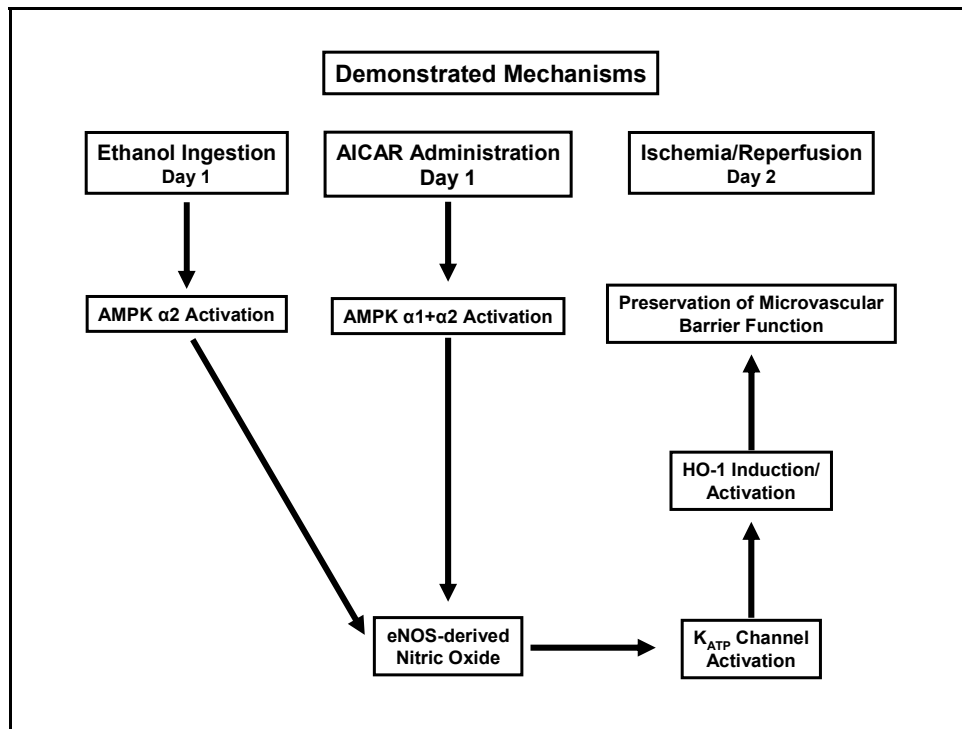 Demonstrated Mechanisms
Ethanol Ingestion
Day 1
AICAR Administration
Day 1
Ischemia/Reperfusion
Day 2
AMPK α2 Activation
AMPK α1+α2 Activation
Preservation of Microvascular
Barrier Function
HO-1 Induction/
Activation
eNOS-derived
Nitric Oxide
KATP Channel
Activation